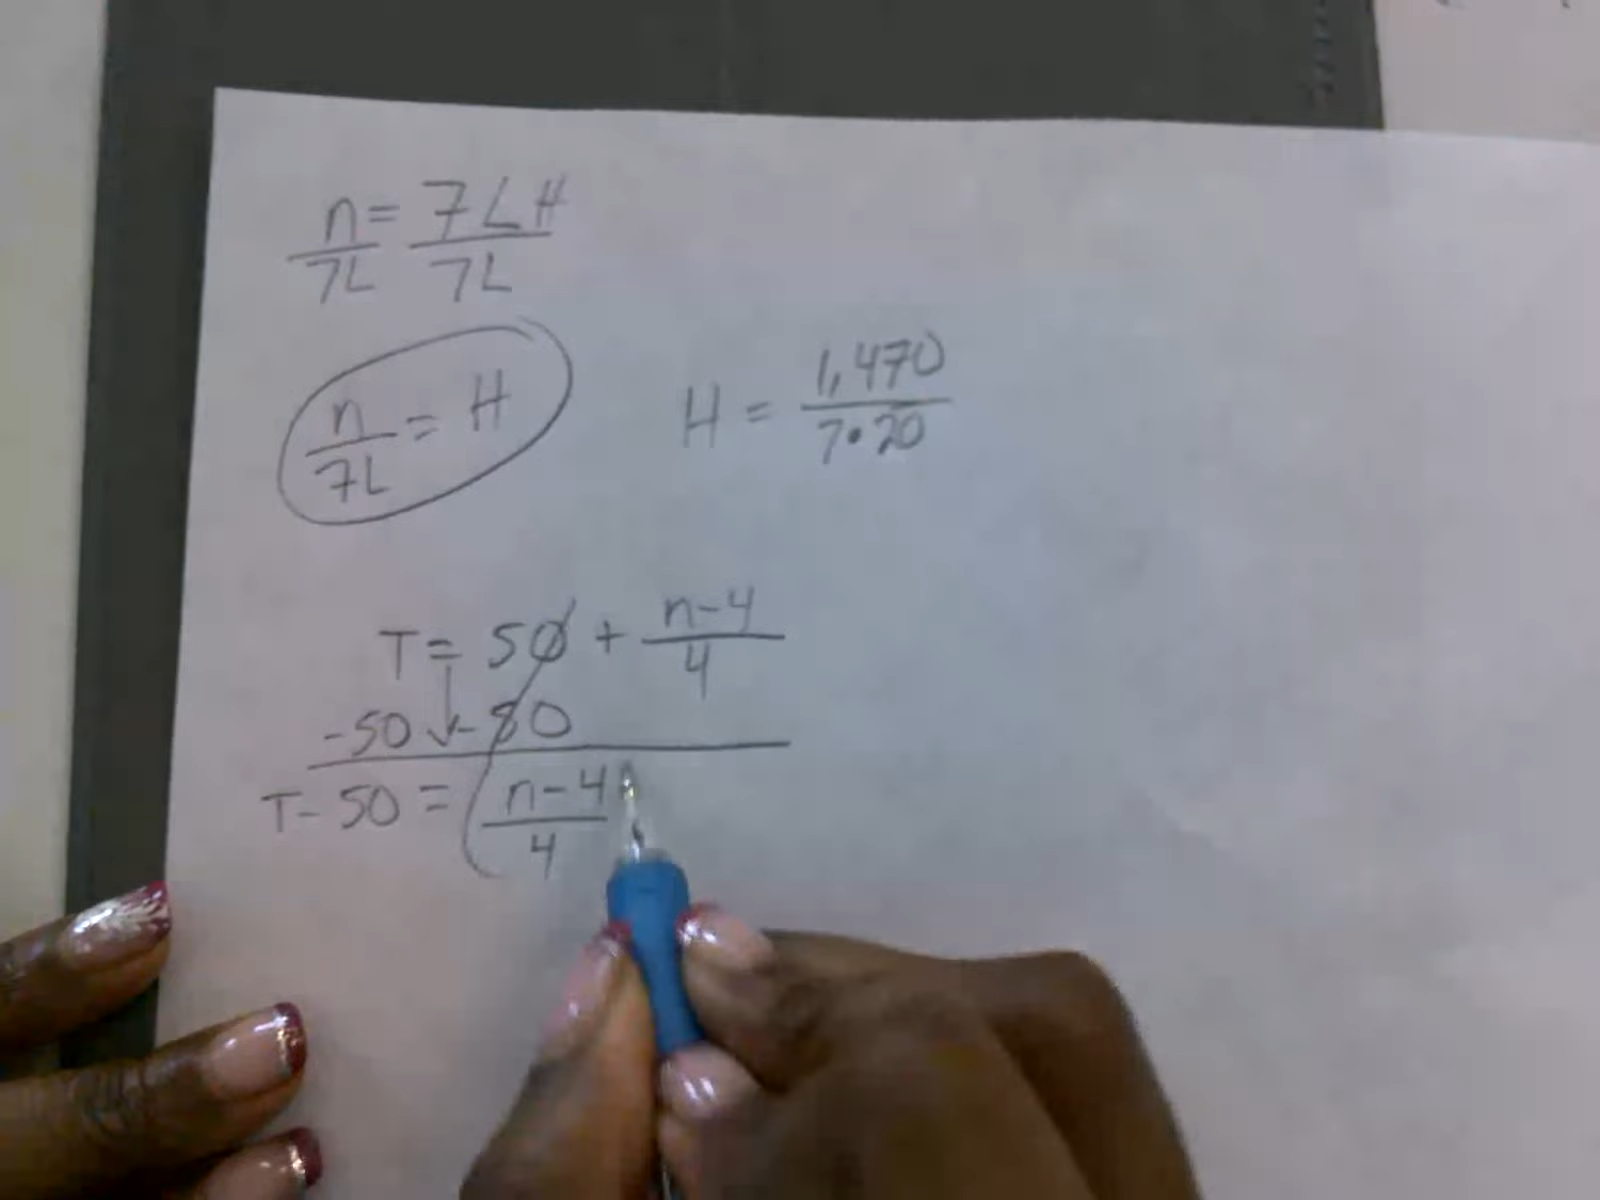 n = 7LH
7L 7L
n/7L = H
H = 1,470/7·20
T = 50 + n-4/4
-50 ↓ -50
T- 50 = (n-4/4